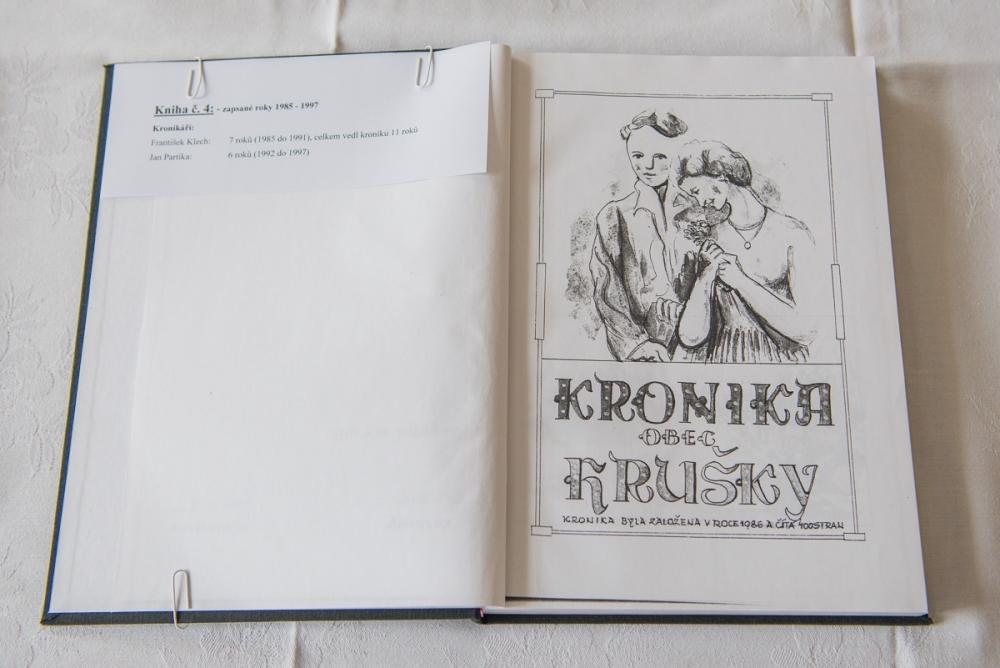 Kniha č. 4: - zapsané roky 1985 - 1997
Kronikáři:
František Klzch: 7 roků (1985 do 1991), celkem vedl kroniku 11 roků
Jan Partika: 6 roků (1992 do 1997)
KRONIKA
OBEC
KRUŠKY
KRONIKA BYLA ZALOŽENA V ROCE 1986 A ČÍTÁ 400 STRAN